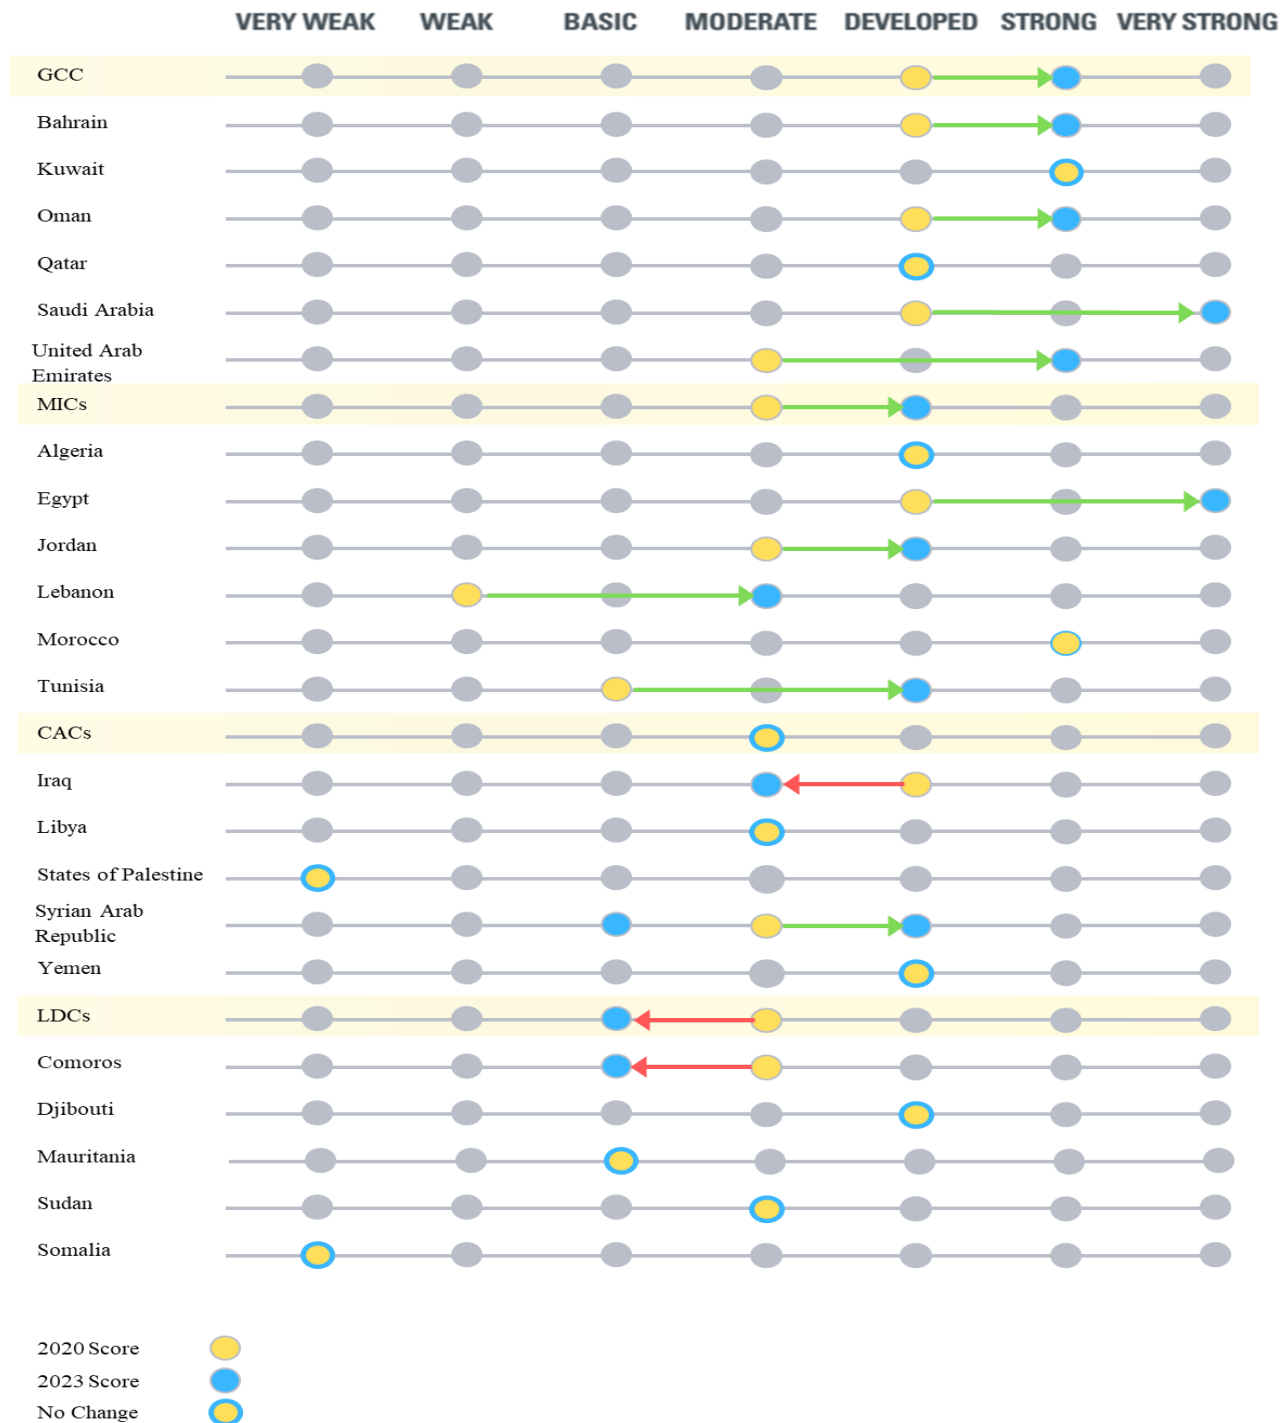 VERY WEAK WEAK BASIC MODERATE DEVELOPED STRONG VERY STRONG
GCC
Bahrain
Kuwait
Oman
Qatar
Saudi Arabia
United Arab
Emirates
MICs
Algeria
Egypt
Jordan
Lebanon
Morocco
Tunisia
CACs
Iraq
Libya
States of Palestine
Syrian Arab
Republic
Yemen
LDCs
Comoros
Djibouti
Mauritania
Sudan
Somalia
2020 Score
2023 Score
No Change